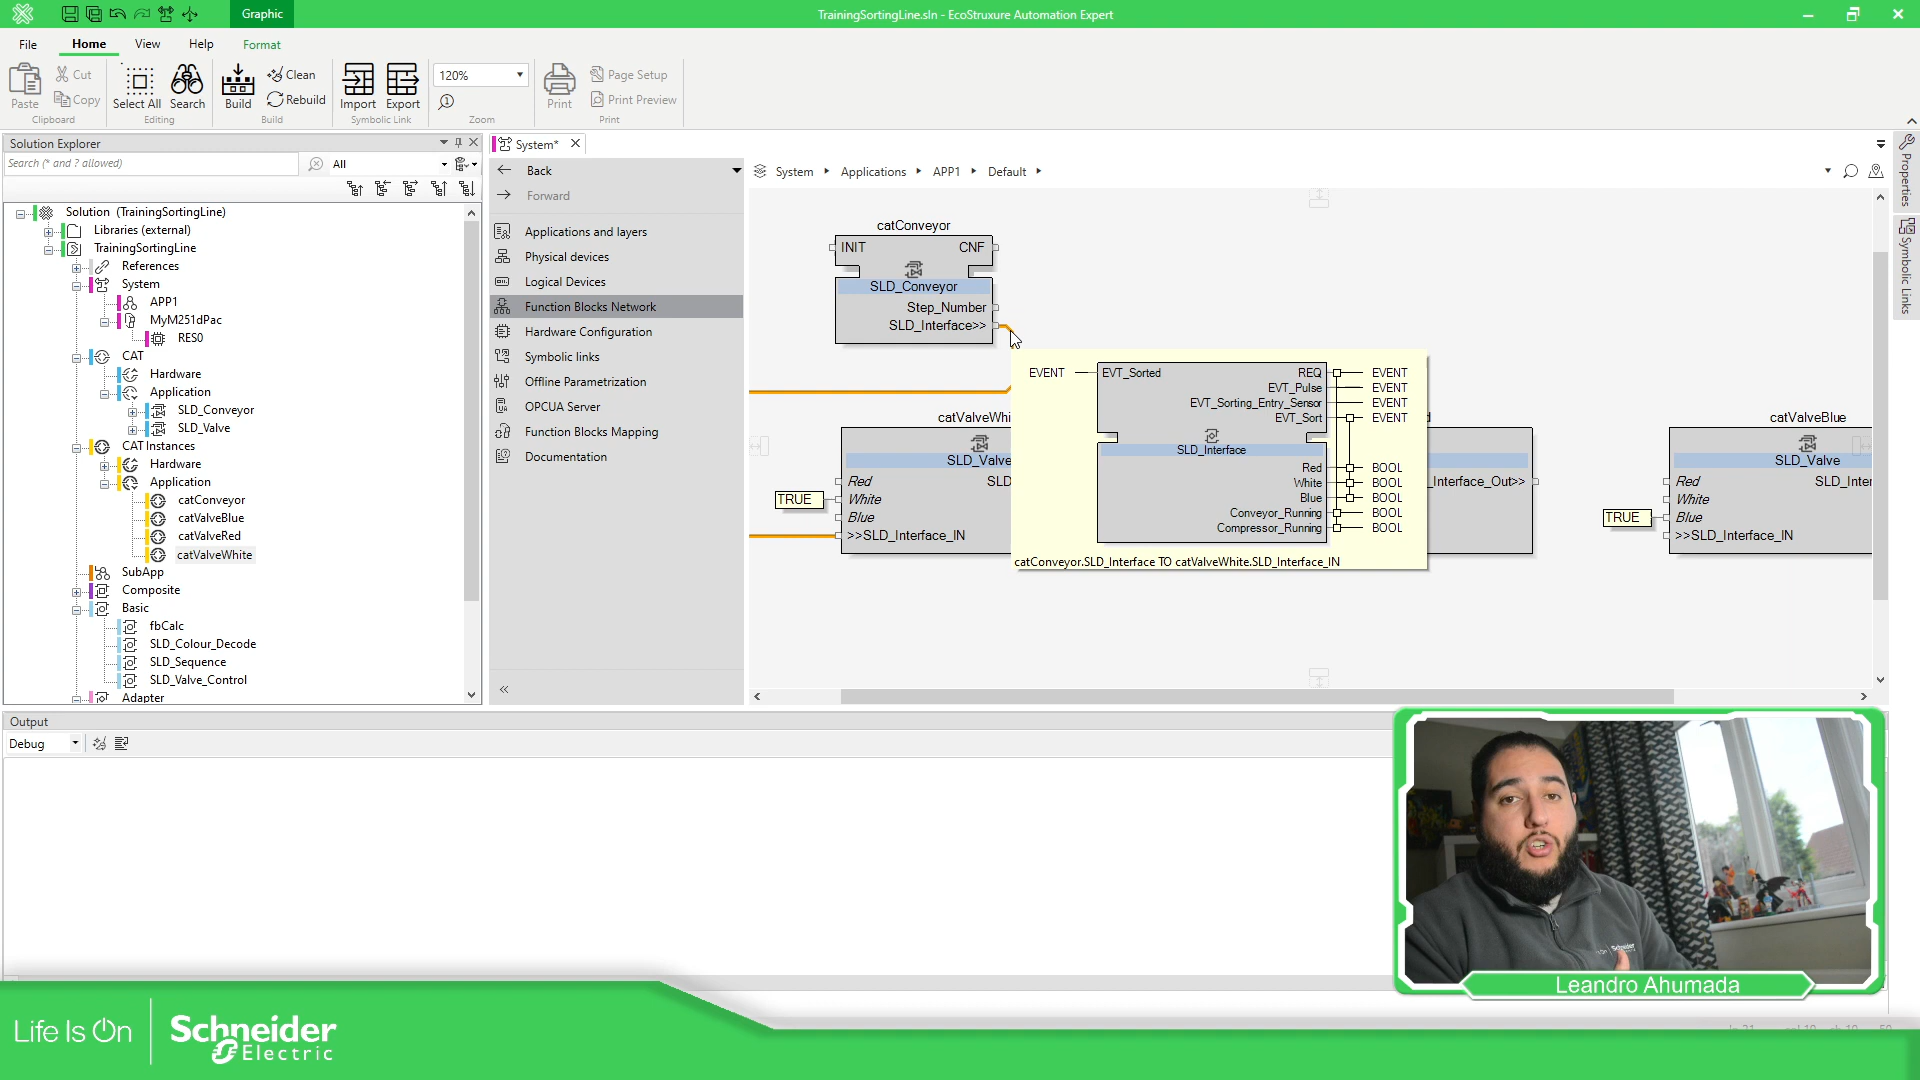 Graphic
TrainingSortingLine.sln - EcoStruxure Automation Expert
File
Home
View
Help
Format
Paste
Cut
Copy
Clipboard
Select All
Search
Editing
Build
Clean
Rebuild
Build
Import
Export
Symbolic Link
120%
Zoom
Print
Page Setup
Print Preview
Print
Solution Explorer
Search (* and ? allowed)
All
Solution (TrainingSortingLine)
Libraries (external)
TrainingSortingLine
References
System
APP1
MyM251dPac
RES0
CAT
Hardware
Application
SLD_Conveyor
SLD_Valve
CAT Instances
Hardware
Application
catConveyor
catValveBlue
catValveRed
catValveWhite
SubApp
Composite
Basic
fbCalc
SLD_Colour_Decode
SLD_Sequence
SLD_Valve_Control
Adapter
System*
Back
Forward
Applications and layers
Physical devices
Logical Devices
Function Blocks Network
Hardware Configuration
Symbolic links
Offline Parametrization
OPCUA Server
Function Blocks Mapping
Documentation
System
Applications
APP1
Default
catConveyor
INIT
CNF
SLD_Conveyor
Step_Number
SLD_Interface>>
catValveWhi
SLD_Valve
Red
SLD
TRUE
White
Blue
>>SLD_Interface_IN
EVENT
EVT_Sorted
REQ
EVENT
EVT_Pulse
EVENT
EVT_Sorting_Entry_Sensor
EVENT
EVT_Sort
EVENT
SLD_Interface
Red
BOOL
White
BOOL
Blue
BOOL
Conveyor_Running
BOOL
Compressor_Running
BOOL
catConveyor.SLD_Interface TO catValveWhite.SLD_Interface_IN
d
_Interface_Out>>
catValveBlue
SLD_Valve
Red
SLD_Inter
White
TRUE
Blue
>>SLD_Interface_IN
Properties
Symbolic Links
Output
Debug
Leandro Ahumada
Life Is On
Schneider
Electric